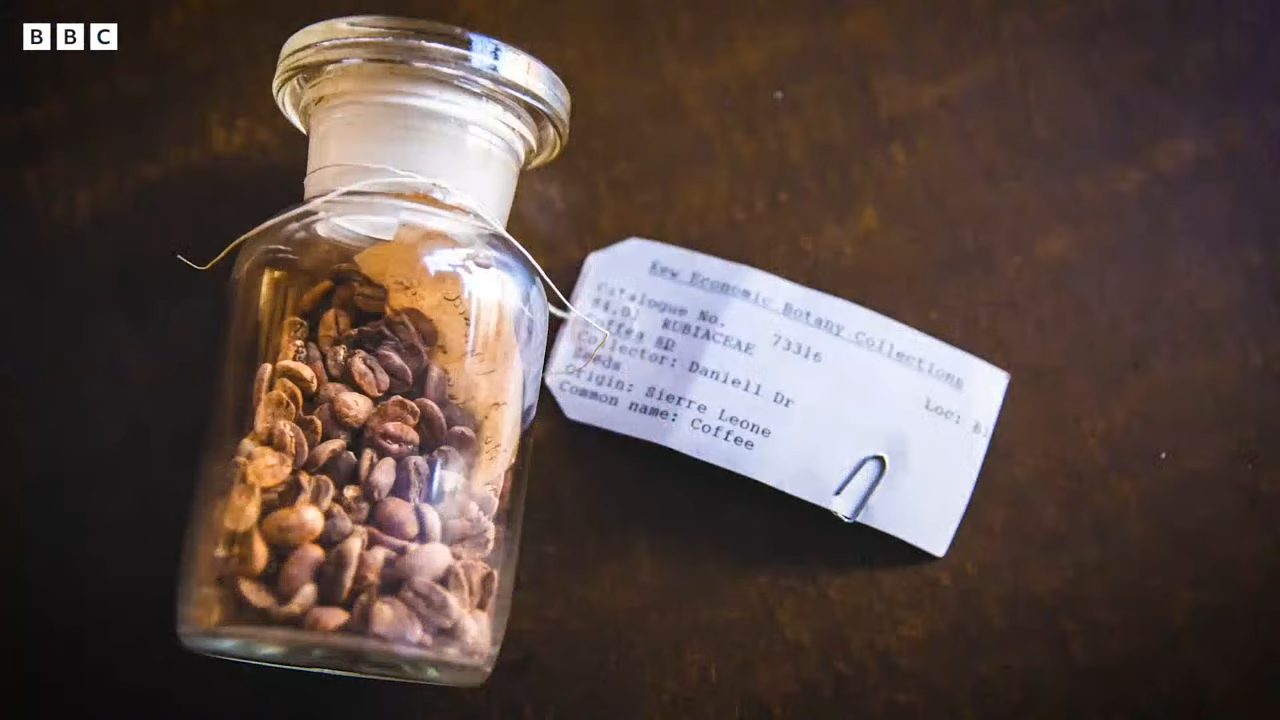 BBC
Kew Economic Botany Collections
Catalogue No. 73316
RUBIACEAE
Coffea sp
Collector: Daniell Dr
Seeds
Origin: Sierre Leone
Common name: Coffee
Loc: